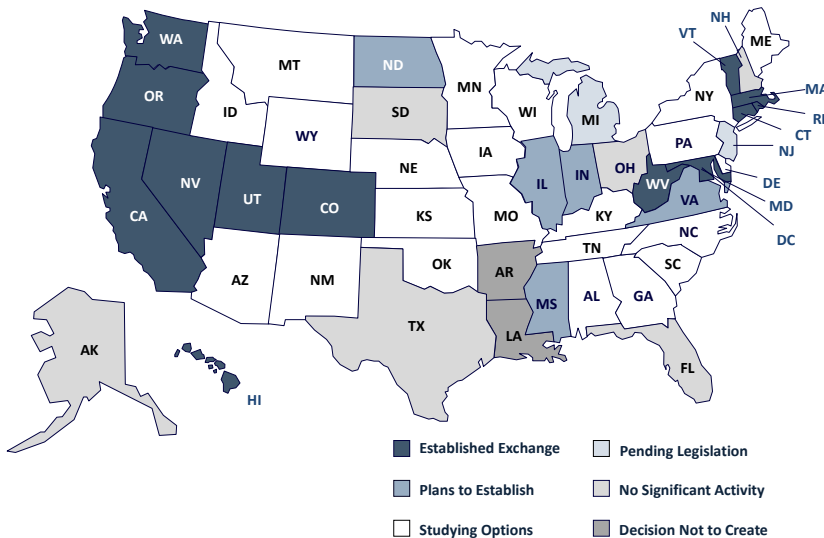 NH
WA
ME
VT
MT
ND
MN
OR
MA
NY
WI
SD
ID
MI
RI
WY
CT
PA
NJ
IA
NE
OH
IN
IL
NV
WV
DE
UT
CO
VA
MD
CA
KS
MO
KY
NC
DC
TN
OK
SC
AR
AZ
NM
AL
GA
MS
TX
LA
AK
FL
HI
Established Exchange
Pending Legislation
Plans to Establish
No Significant Activity
Studying Options
Decision Not to Create